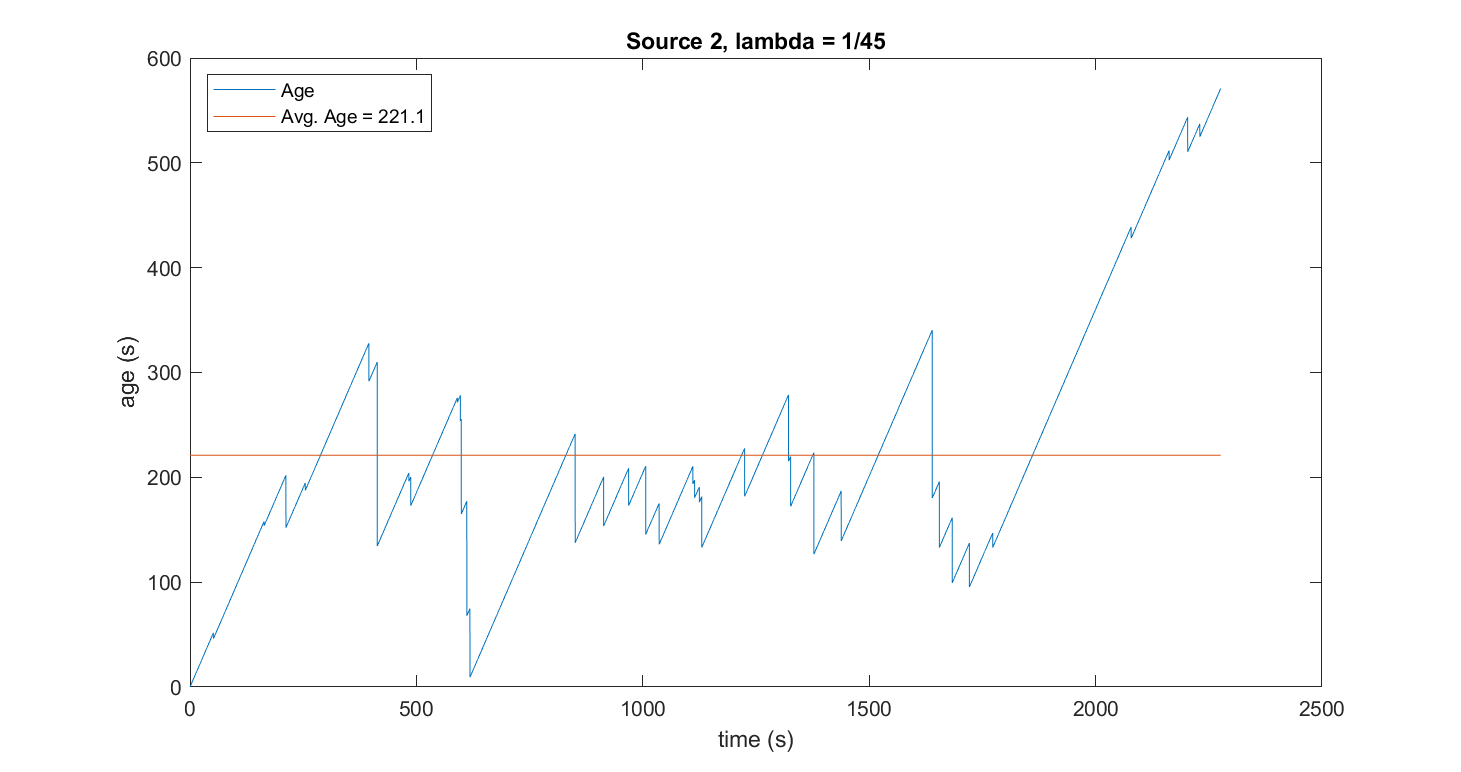 Source 2, lambda = 1/45
600
Age
Avg. Age = 221.1
500
400
300
200
100
0
age (s)
0 500 1000 1500 2000 2500
time (s)